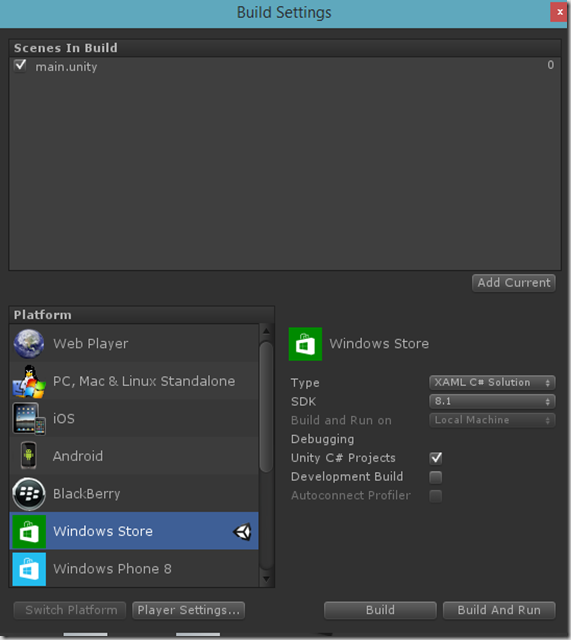 Build Settings
x
Scenes In Build
main.unity 0
Add Current
Platform
Web Player
PC, Mac & Linux Standalone
iOS
Android
BlackBerry
Windows Store
Windows Phone 8
Windows Store
Type XAML C# Solution
SDK 8.1
Build and Run on Local Machine
Debugging
Unity C# Projects
Development Build
Autoconnect Profiler
Switch Platform Player Settings... Build Build And Run